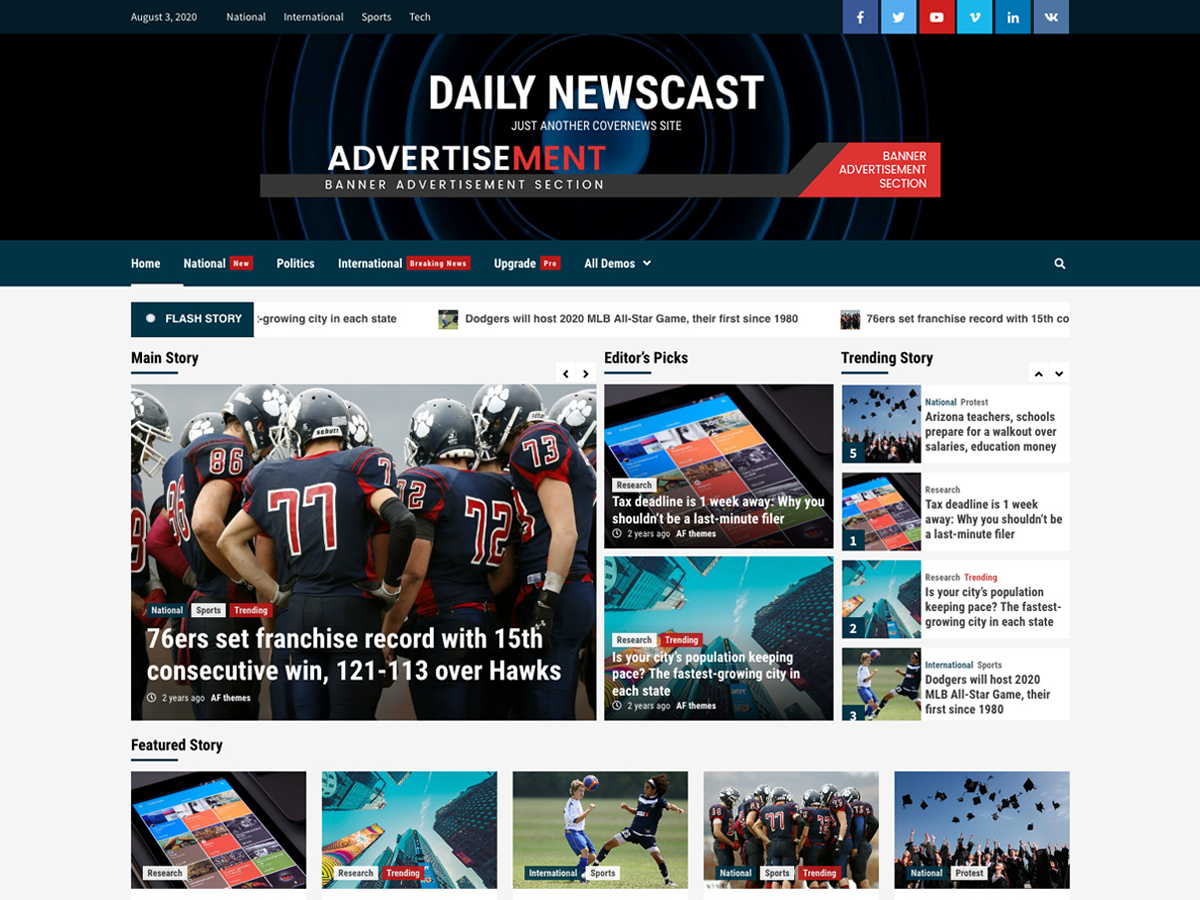 August 3, 2020
National
International
Sports
Tech
DAILY NEWSCAST
JUST ANOTHER COVERNEWS SITE
ADVERTISEMENT
BANNER ADVERTISEMENT SECTION
BANNER
ADVERTISEMENT
SECTION
Home
National New
Politics
International Breaking News
Upgrade Pro
All Demos
FLASH STORY
-growing city in each state
Dodgers will host 2020 MLB All-Star Game, their first since 1980
76ers set franchise record with 15th co
Main Story
86
77
72
72
73
schutt
National Sports Trending
76ers set franchise record with 15th
consecutive win, 121-113 over Hawks
2 years ago AF themes
Editor's Picks
Research
Tax deadline is 1 week away: Why you
shouldn't be a last-minute filer
2 years ago AF themes
Research Trending
Is your city's population keeping
pace? The fastest-growing city in
each state
2 years ago AF themes
Trending Story
5
National Protest
Arizona teachers, schools
prepare for a walkout over
salaries, education money
1
Research
Tax deadline is 1 week
away: Why you shouldn't be
a last-minute filer
2
Research Trending
Is your city's population
keeping pace? The fastest-
growing city in each state
3
International Sports
Dodgers will host 2020
MLB All-Star Game, their
first since 1980
Featured Story
Research
Research Trending
International Sports
77
National Sports Trending
National Protest